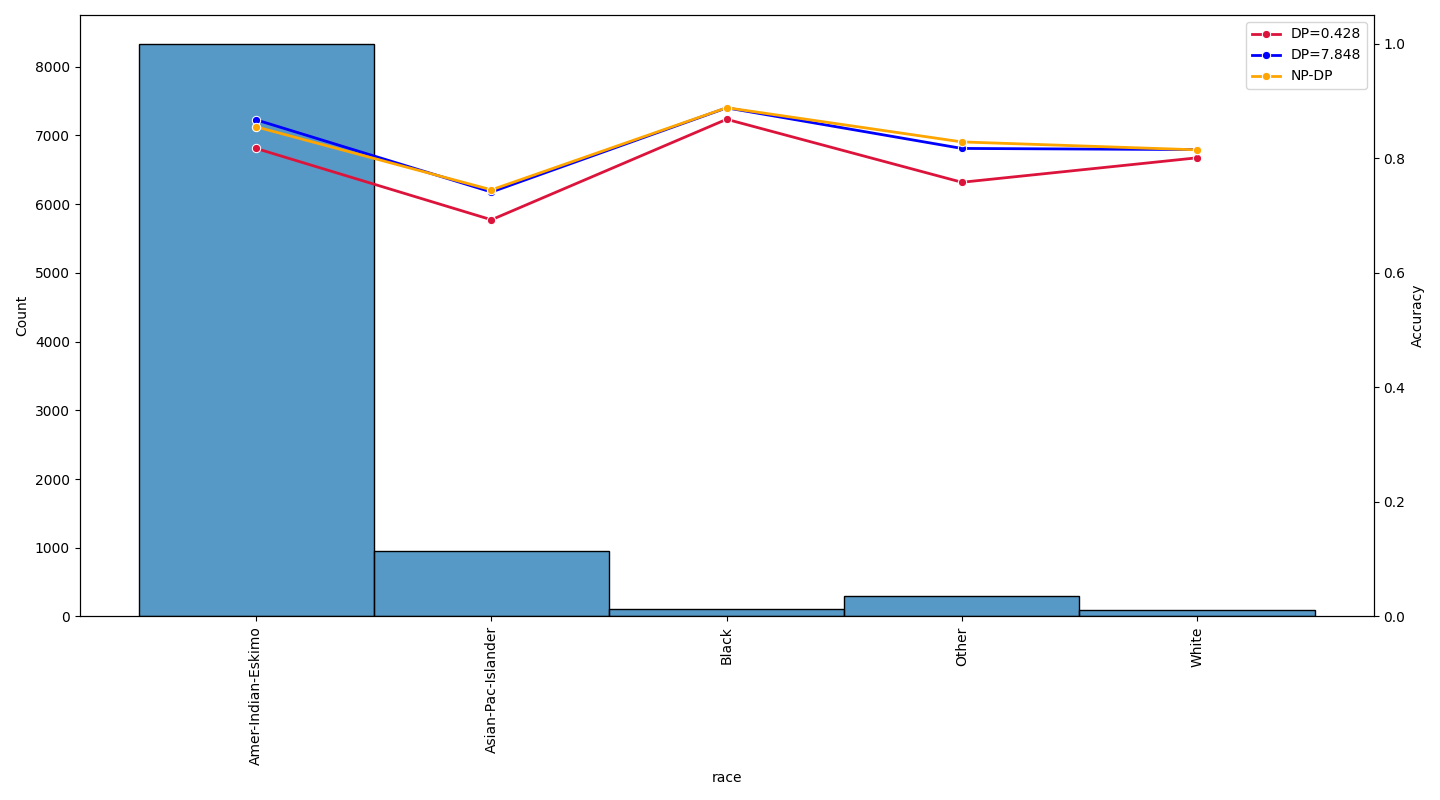 DP=0.428
DP=7.848
NP-DP
8000
7000
6000
5000
4000
3000
2000
1000
0
Count
1.0
0.8
0.6
0.4
0.2
0.0
Accuracy
Amer-Indian-Eskimo
Asian-Pac-Islander
Black
Other
White
race